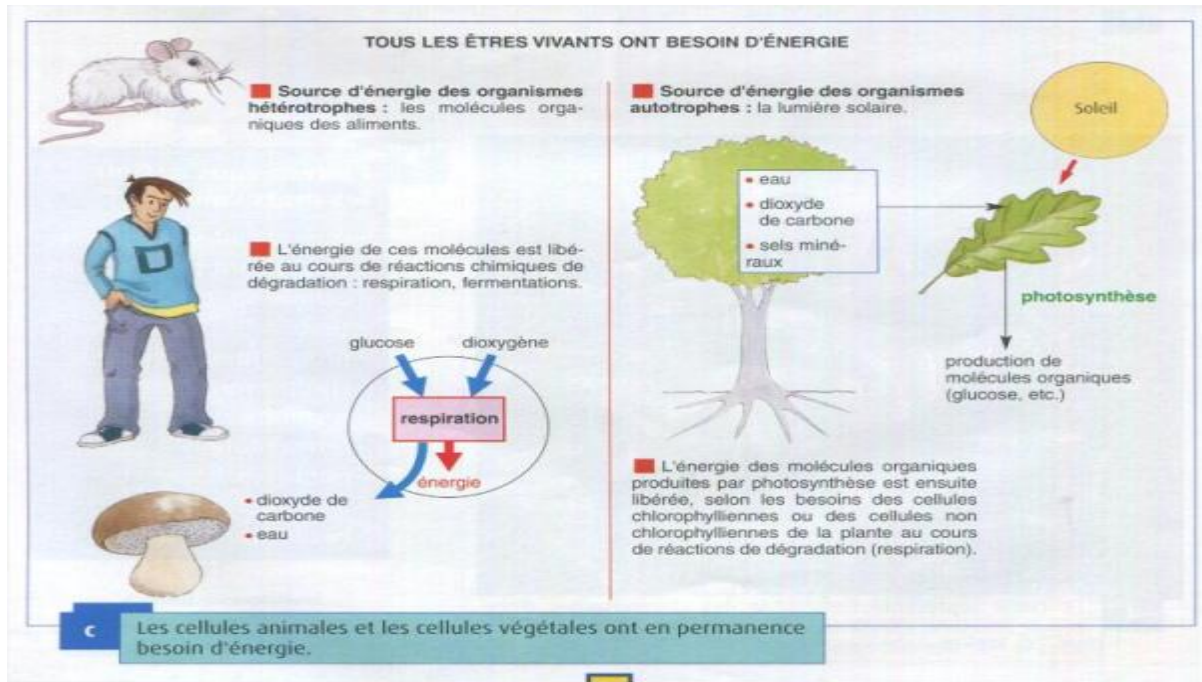 TOUS LES ÊTRES VIVANTS ONT BESOIN D'ÉNERGIE
Source d'énergie des organismes
hétérotrophes : les molécules orga-
niques des aliments.
L'énergie de ces molécules est libé-
rée au cours de réactions chimiques de
dégradation : respiration, fermentations.
glucose
dioxygène
respiration
énergie
• dioxyde de
carbone
• eau
Source d'énergie des organismes
autotrophes : la lumière solaire.
Soleil
• eau
• dioxyde
de carbone
• sels miné-
raux
photosynthèse
production de
molécules organiques
(glucose, etc.)
L'énergie des molécules organiques
produites par photosynthèse est ensuite
libérée, selon les besoins des cellules
chlorophylliennes ou des cellules non
chlorophylliennes de la plante au cours
de réactions de dégradation (respiration).
c
Les cellules animales et les cellules végétales ont en permanence
besoin d'énergie.